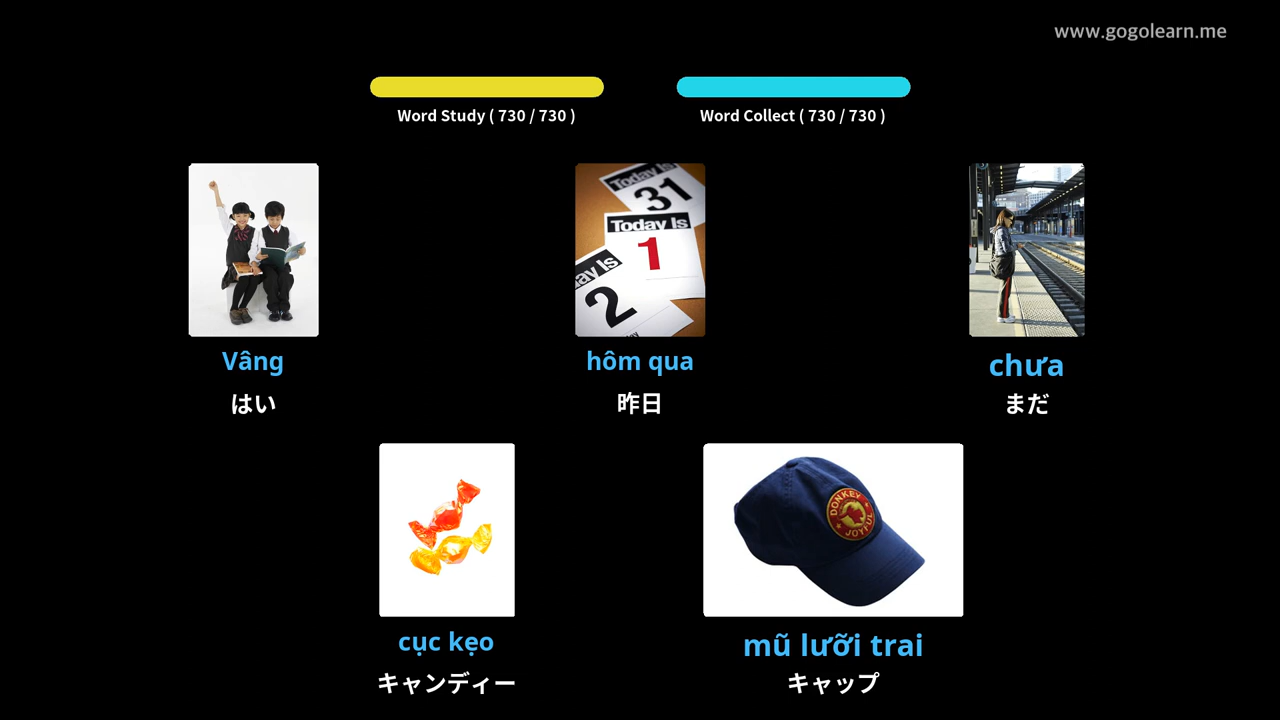 www.gogolearn.me
Word Study ( 730 / 730 )
Word Collect ( 730 / 730 )
Today Is
31
Today Is
1
day Is
2
Vâng
はい
hôm qua
昨日
chưa
まだ
DONKEY
JOYFUL
cục kẹo
キャンディー
mũ lưỡi trai
キャップ